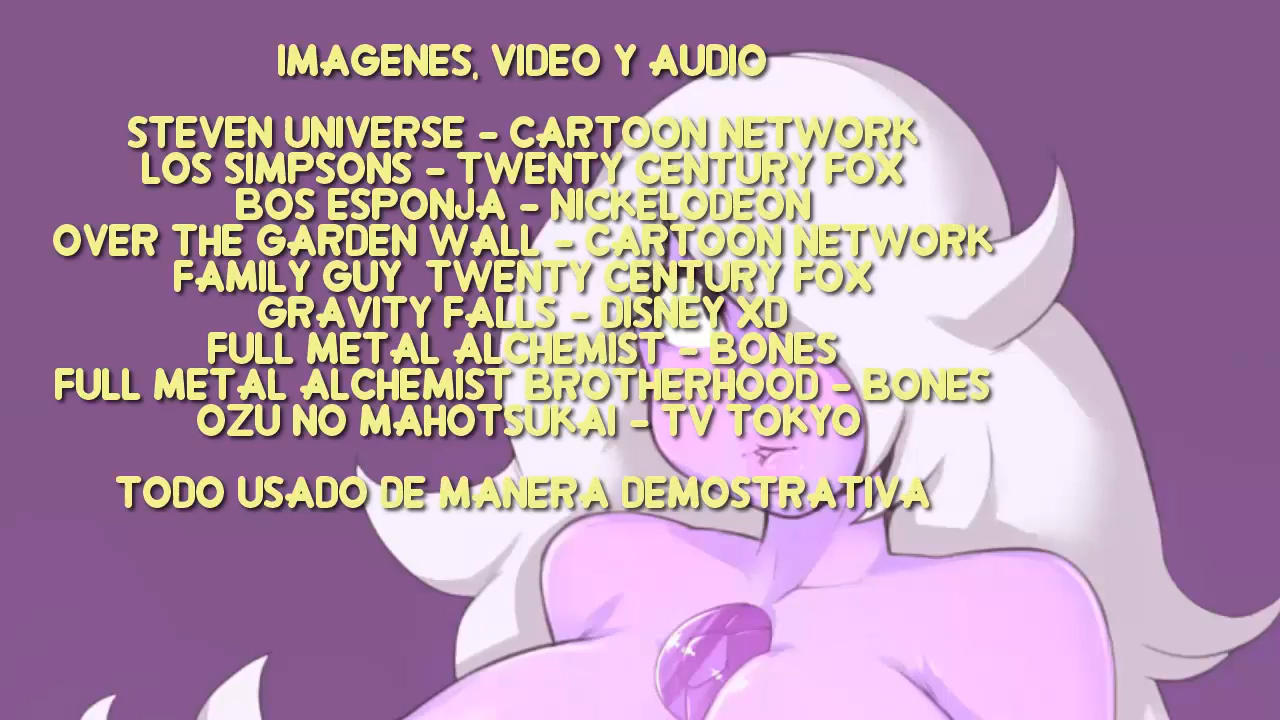 IMAGENES, VIDEO Y AUDIO
STEVEN UNIVERSE - CARTOON NETWORK
LOS SIMPSONS - TWENTY CENTURY FOX
BOS ESPONJA - NICKELODEON
OVER THE GARDEN WALL - CARTOON NETWORK
FAMILY GUY TWENTY CENTURY FOX
GRAVITY FALLS - DISNEY XD
FULL METAL ALCHEMIST - BONES
FULL METAL ALCHEMIST BROTHERHOOD - BONES
OZU NO MAHOTSUKAI - TV TOKYO
TODO USADO DE MANERA DEMOSTRATIVA